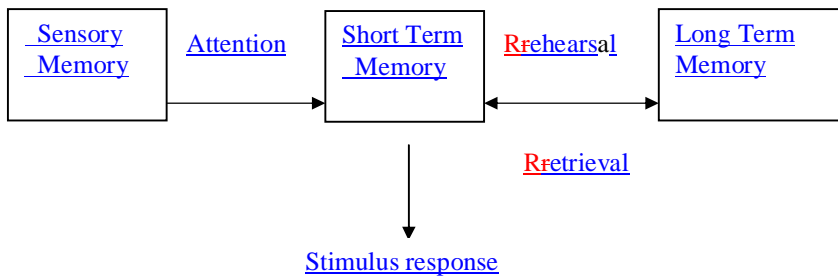 Sensory
Memory
Attention
Short Term
Memory
Rrehearsal
Long Term
Memory
Rretrieval
Stimulus response